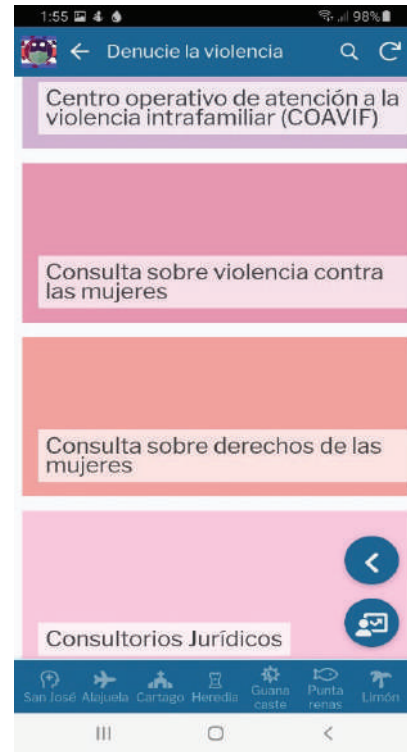 1:55 98%
Denucie la violencia
Centro operativo de atención a la
violencia intrafamiliar (COAVIF)
Consulta sobre violencia contra
las mujeres
Consulta sobre derechos de las
mujeres
Consultorios Jurídicos
San José Alajuela Cartago Heredia Guana Punta Limón
caste renas